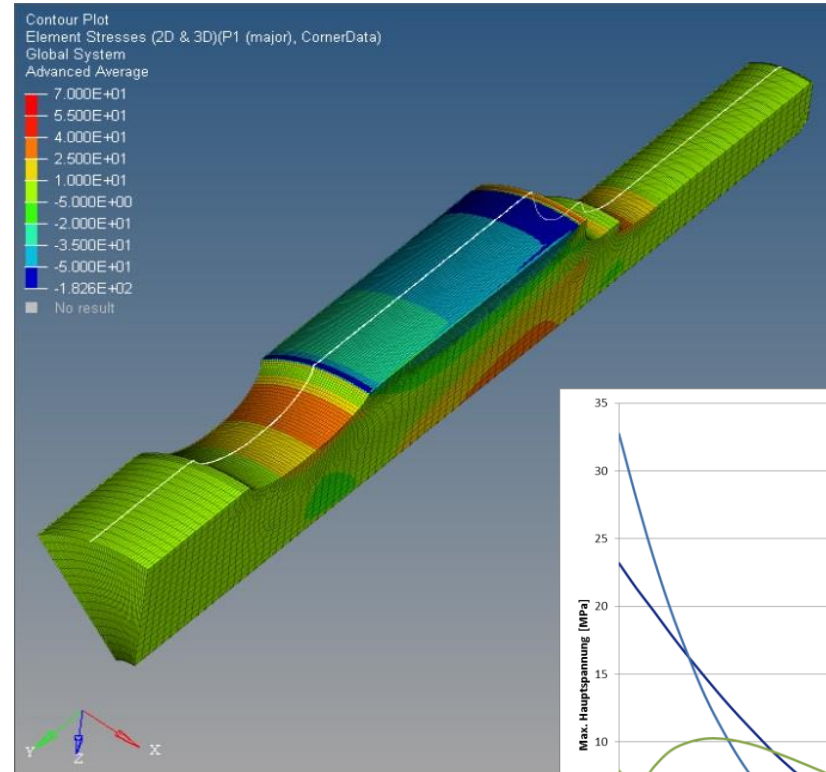 Contour Plot
Element Stresses (2D & 3D)(P1 (major), CornerData)
Global System
Advanced Average
7.000E+01
5.500E+01
4.000E+01
2.500E+01
1.000E+01
-5.000E+00
-2.000E+01
-3.500E+01
-5.000E+01
-1.826E+02
No result
35
30
25
20
15
10
Max. Hauptspannung [MPa]
Y
Z
X